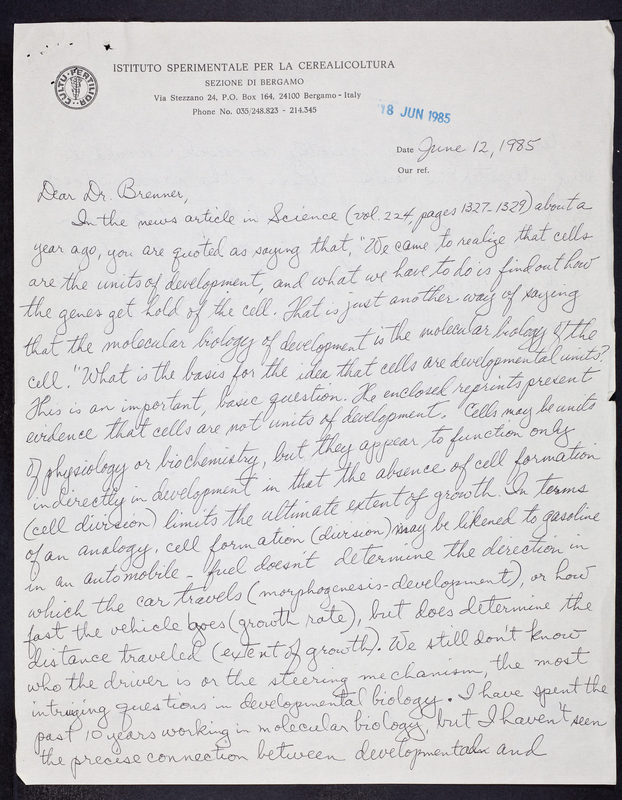 ISTITUTO SPERIMENTALE PER LA CEREALICOLTURA
SEZIONE DI BERGAMO
Via Stezzano 24, P.O. Box 164, 24100 Bergamo - Italy
Phone No. 035/248.823 - 214.345
CULTU · FERTILIOR
18 JUN 1985
Date June 12, 1985
Our ref.
Dear Dr. Brenner,
In the news article in Science (vol. 224 pages 1327-1329) about a
year ago, you are quoted as saying that, "We came to realize that cells
are the units of development, and what we have to do is find out how
the genes get hold of the cell. That is just another way of saying
that the molecular biology of development is the molecular biology of the
cell." What is the basis for the idea that cells are developmental units?
This is an important, basic question. The enclosed reprints present
evidence that cells are not units of development. Cells may be units
of physiology or biochemistry, but they appear to function only
indirectly in development in that the absence of cell formation
(cell division) limits the ultimate extent of growth. In terms
of an analogy, cell formation (division) may be likened to gasoline
in an automobile - fuel doesn't determine the direction in
which the car travels (morphogenesis-development), or how
fast the vehicle goes (growth rate), but does determine the
distance traveled (extent of growth). We still don't know
who the driver is or the steering mechanism, the most
intriging questions in developmental biology. I have spent the
past 10 years working in molecular biology, but I haven't seen
the precise connection between developmental and